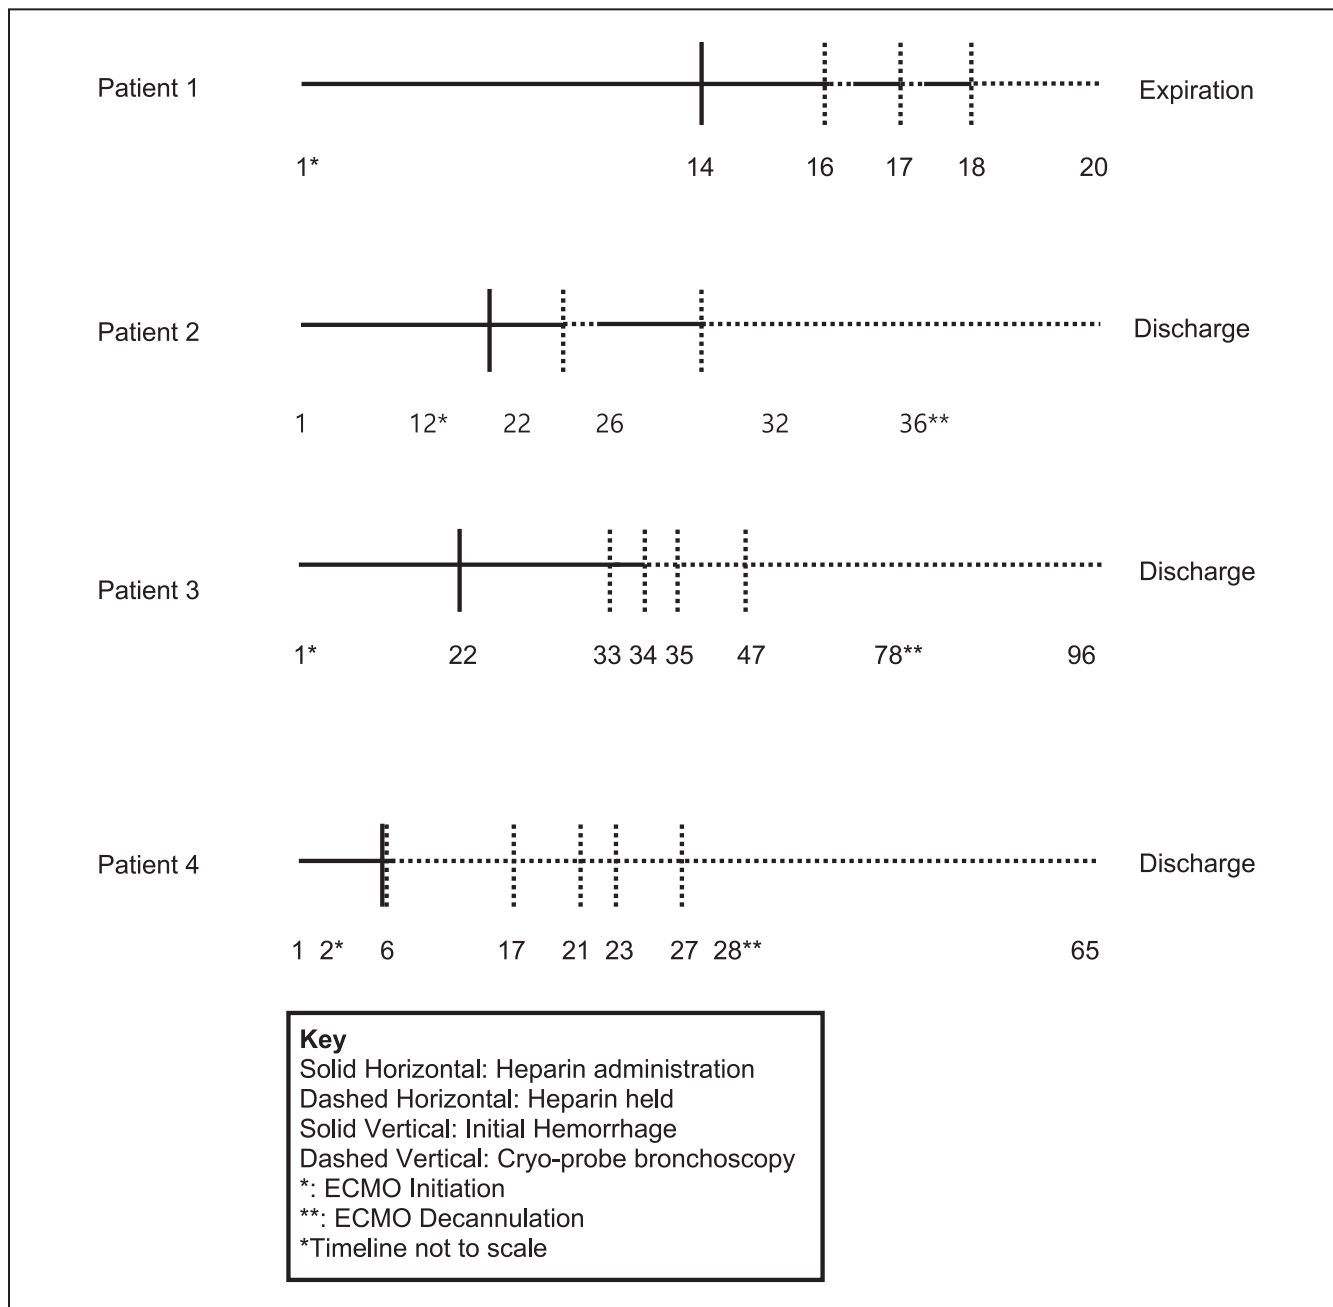 Patient 1 Expiration
1* 14 16 17 18 20
Patient 2 Discharge
1 12* 22 26 32 36**
Patient 3 Discharge
1* 22 33 34 35 47 78** 96
Patient 4 Discharge
1 2* 6 17 21 23 27 28** 65
Key
Solid Horizontal: Heparin administration
Dashed Horizontal: Heparin held
Solid Vertical: Initial Hemorrhage
Dashed Vertical: Cryo-probe bronchoscopy
*: ECMO Initiation
**: ECMO Decannulation
*Timeline not to scale